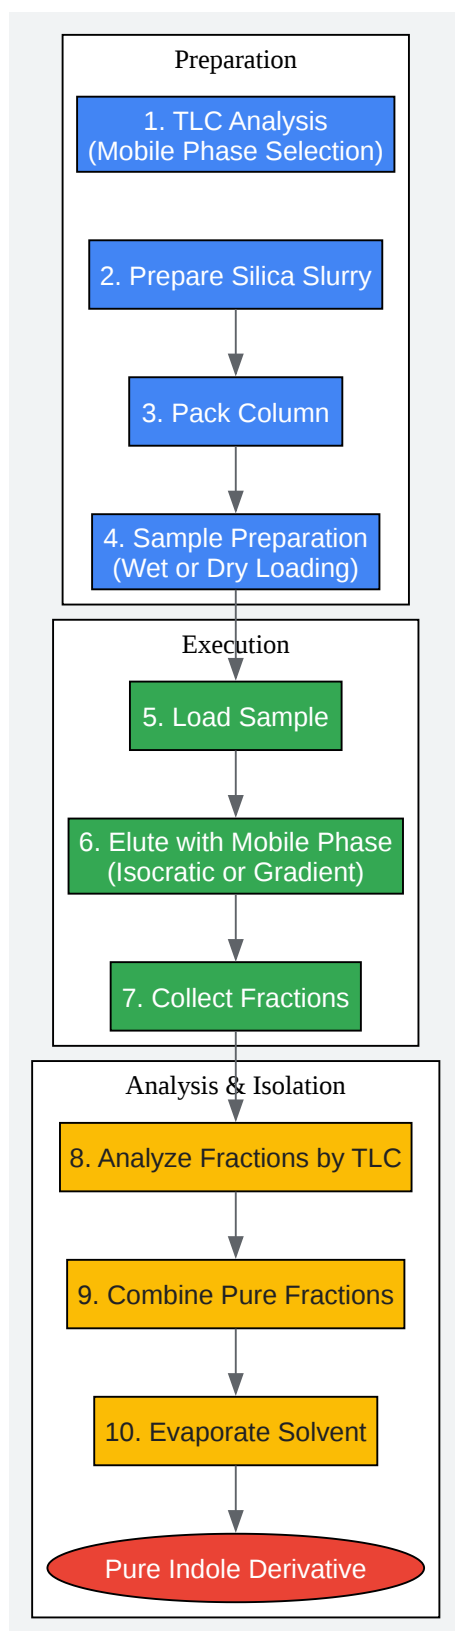 Preparation
1. TLC Analysis
(Mobile Phase Selection)
2. Prepare Silica Slurry
3. Pack Column
4. Sample Preparation
(Wet or Dry Loading)
Execution
5. Load Sample
6. Elute with Mobile Phase
(Isocratic or Gradient)
7. Collect Fractions
Analysis & Isolation
8. Analyze Fractions by TLC
9. Combine Pure Fractions
10. Evaporate Solvent
Pure Indole Derivative